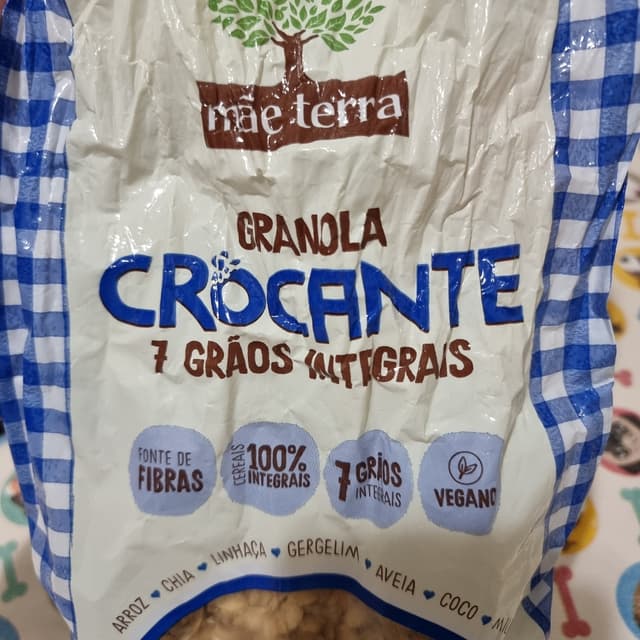 mãe terra
GRANOLA
CROCANTE
7 GRÃOS INTEGRAIS
FONTE DE
FIBRAS
CEREAIS
100%
INTEGRAIS
7 GRÃOS
INTEGRAIS
VEGANO
ARROZ CHIA LINHAÇA GERGELIM AVEIA COCO